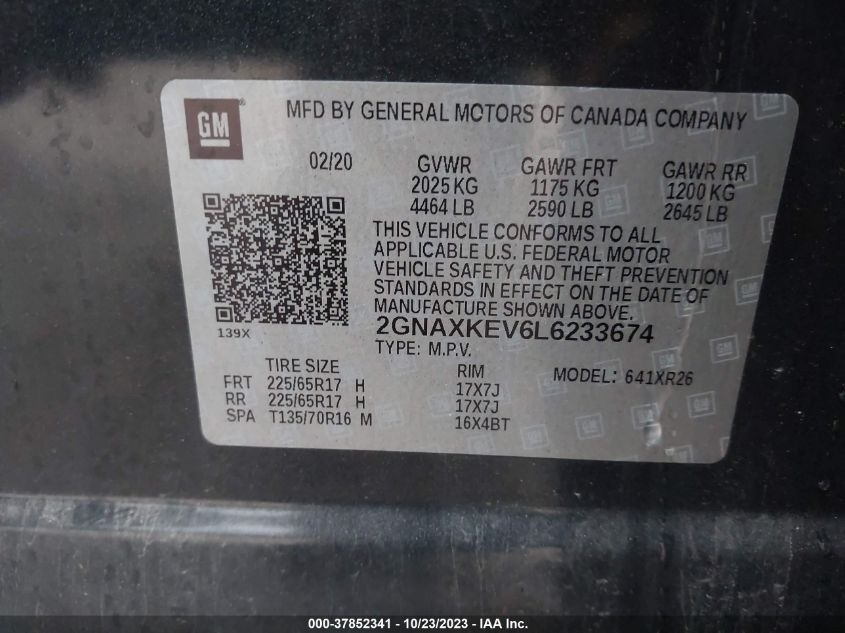 GM
MFD BY GENERAL MOTORS OF CANADA COMPANY
02/20 GVWR GAWR FRT GAWR RR
2025 KG 1175 KG 1200 KG
4464 LB 2590 LB 2645 LB
THIS VEHICLE CONFORMS TO ALL
APPLICABLE U.S. FEDERAL MOTOR
VEHICLE SAFETY AND THEFT PREVENTION
STANDARDS IN EFFECT ON THE DATE OF
MANUFACTURE SHOWN ABOVE.
139X
2GNAXKEV6L6233674
TYPE: M.P.V.
TIRE SIZE RIM MODEL: 641XR26
FRT 225/65R17 H 17X7J
RR 225/65R17 H 17X7J
SPA T135/70R16 M 16X4BT
000-37852341 - 10/23/2023 - Copyright IAA, Inc.